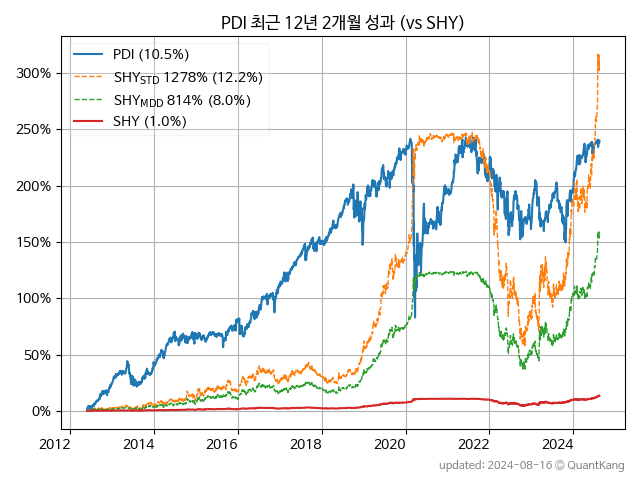 PDI 최근 12년 2개월 성과 (vs SHY)
PDI (10.5%)
SHY_STD 1278% (12.2%)
SHY_MDD 814% (8.0%)
SHY (1.0%)
300%
250%
200%
150%
100%
50%
0%
2012 2014 2016 2018 2020 2022 2024
updated: 2024-08-16 © QuantKang